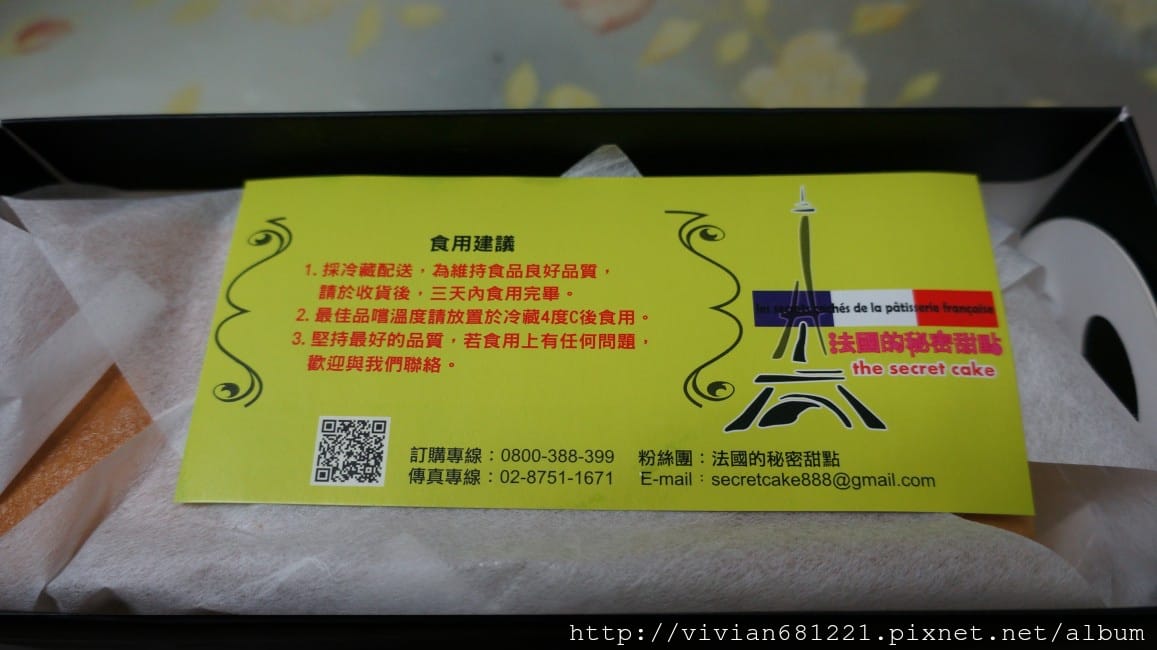 食用建議
1. 採冷藏配送，為維持食品良好品質，
請於收貨後，三天內食用完畢。
2. 最佳品嚐溫度請放置於冷藏4度C後食用。
3. 堅持最好的品質，若食用上有任何問題，
歡迎與我們聯絡。
les secrets cachés de la pâtisserie française
法國的秘密甜點
the secret cake
訂購專線：0800-388-399 粉絲團：法國的秘密甜點
傳真專線：02-8751-1671 E-mail：secretcake888@gmail.com
http://vivian681221.pixnet.net/album